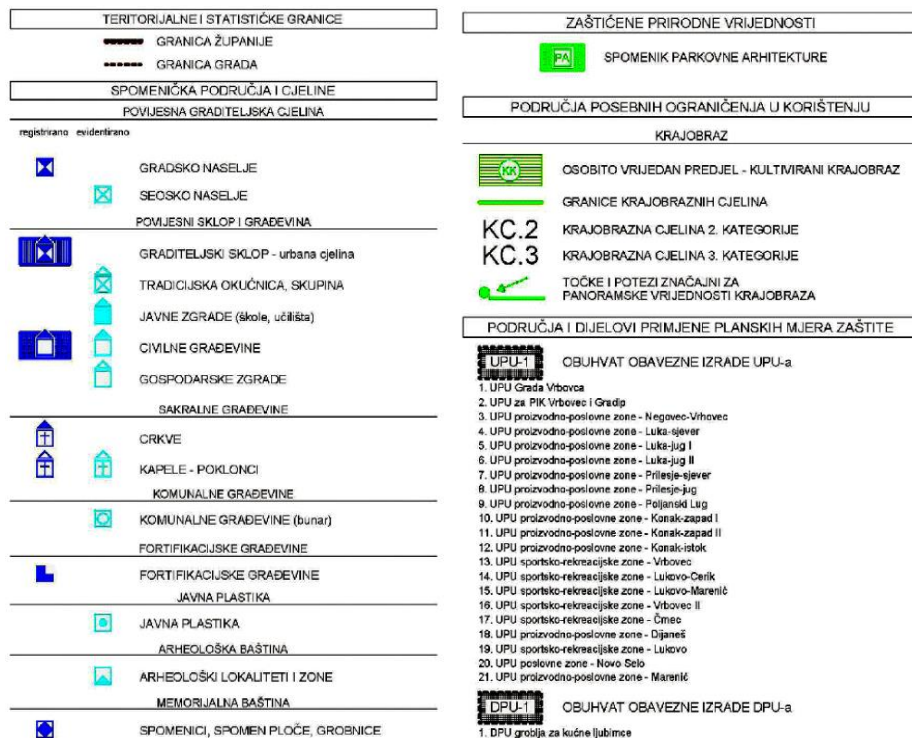 TERITORIJALNE I STATISTIČKE GRANICE
GRANICA ŽUPANIJE
GRANICA GRADA
SPOMENIČKA PODRUČJA I CJELINE
POVIJESNA GRADITELJSKA CJELINA
registrirano evidentirano
GRADSKO NASELJE
SEOSKO NASELJE
POVIJESNI SKLOP I GRAĐEVINA
GRADITELJSKI SKLOP - urbana cjelina
TRADICIJSKA OKUĆNICA, SKUPINA
JAVNE ZGRADE (škole, učilišta)
CIVILNE GRAĐEVINE
GOSPODARSKE ZGRADE
SAKRALNE GRAĐEVINE
CRKVE
KAPELE - POKLONCI
KOMUNALNE GRAĐEVINE
KOMUNALNE GRAĐEVINE (bunar)
FORTIFIKACIJSKE GRAĐEVINE
FORTIFIKACIJSKE GRAĐEVINE
JAVNA PLASTIKA
JAVNA PLASTIKA
ARHEOLOŠKA BAŠTINA
ARHEOLOŠKI LOKALITETI I ZONE
MEMORIJALNA BAŠTINA
SPOMENICI, SPOMEN PLOČE, GROBNICE
ZAŠTIĆENE PRIRODNE VRIJEDNOSTI
PA SPOMENIK PARKOVNE ARHITEKTURE
PODRUČJA POSEBNIH OGRANIČENJA U KORIŠTENJU
KRAJOBRAZ
KK OSOBITO VRIJEDAN PREDJEL - KULTIVIRANI KRAJOBRAZ
GRANICE KRAJOBRAZNIH CJELINA
KC.2 KRAJOBRAZNA CJELINA 2. KATEGORIJE
KC.3 KRAJOBRAZNA CJELINA 3. KATEGORIJE
TOČKE I POTEZI ZNAČAJNI ZA
PANORAMSKE VRIJEDNOSTI KRAJOBRAZA
PODRUČJA I DIJELOVI PRIMJENE PLANSKIH MJERA ZAŠTITE
UPU-1 OBUHVAT OBAVEZNE IZRADE UPU-a
1. UPU Grada Vrbovca
2. UPU za PIK Vrbovec i Gradip
3. UPU proizvodno-poslovne zone - Negovec-Vrhovec
4. UPU proizvodno-poslovne zone - Luka-sjever
5. UPU proizvodno-poslovne zone - Luka-jug I
6. UPU proizvodno-poslovne zone - Luka-jug II
7. UPU proizvodno-poslovne zone - Prilesje-sjever
8. UPU proizvodno-poslovne zone - Prilesje-jug
9. UPU proizvodno-poslovne zone - Poljanski Lug
10. UPU proizvodno-poslovne zone - Konak-zapad I
11. UPU proizvodno-poslovne zone - Konak-zapad II
12. UPU proizvodno-poslovne zone - Konak-istok
13. UPU sportsko-rekreacijske zone - Vrbovec
14. UPU sportsko-rekreacijske zone - Lukovo-Cerik
15. UPU sportsko-rekreacijske zone - Lukovo-Marenić
16. UPU sportsko-rekreacijske zone - Vrbovec II
17. UPU sportsko-rekreacijske zone - Črnec
18. UPU proizvodno-poslovne zone - Dijaneš
19. UPU sportsko-rekreacijske zone - Lukovo
20. UPU poslovne zone - Novo Selo
21. UPU proizvodno-poslovne zone - Marenić
DPU-1 OBUHVAT OBAVEZNE IZRADE DPU-a
1. DPU groblja za kućne ljubimce